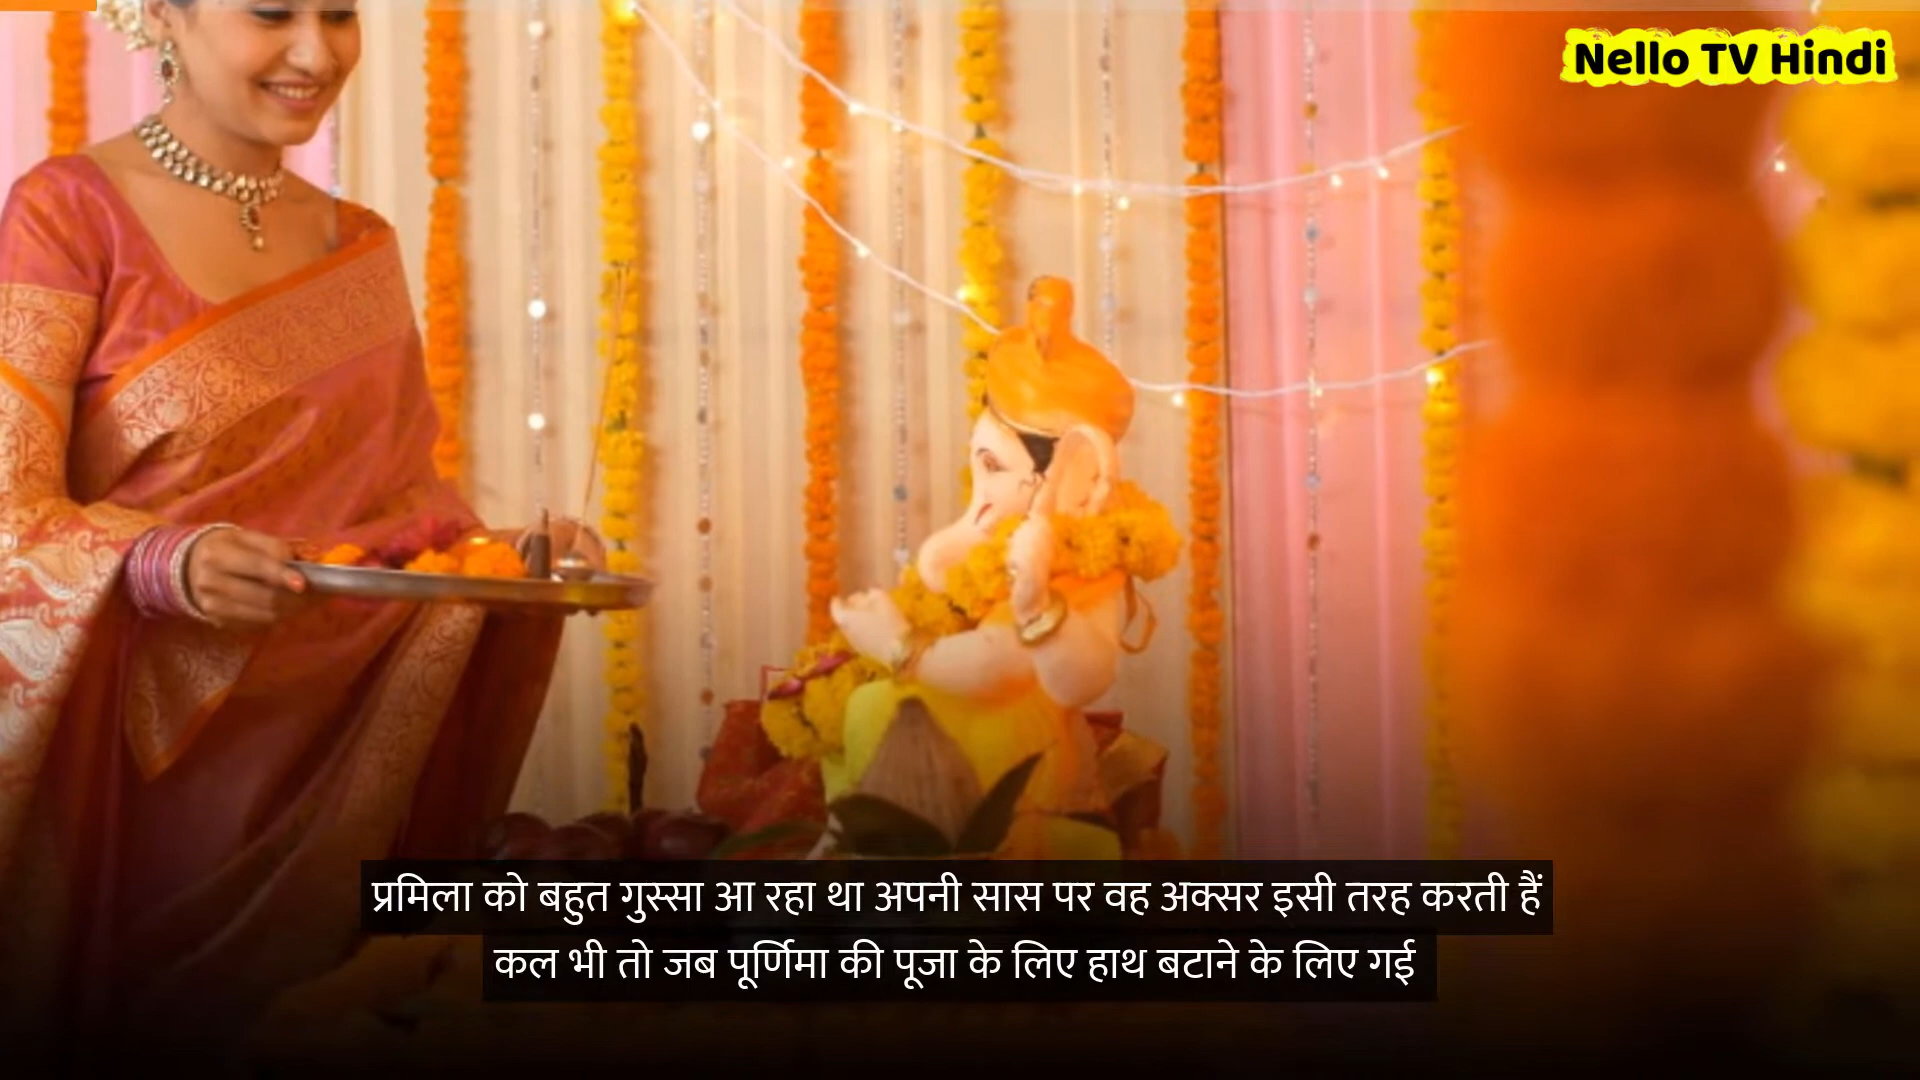 Nello TV Hindi
प्रमिला को बहुत गुस्सा आ रहा था अपनी सास पर वह अक्सर इसी तरह करती हैं
कल भी तो जब पूर्णिमा की पूजा के लिए हाथ बटाने के लिए गई